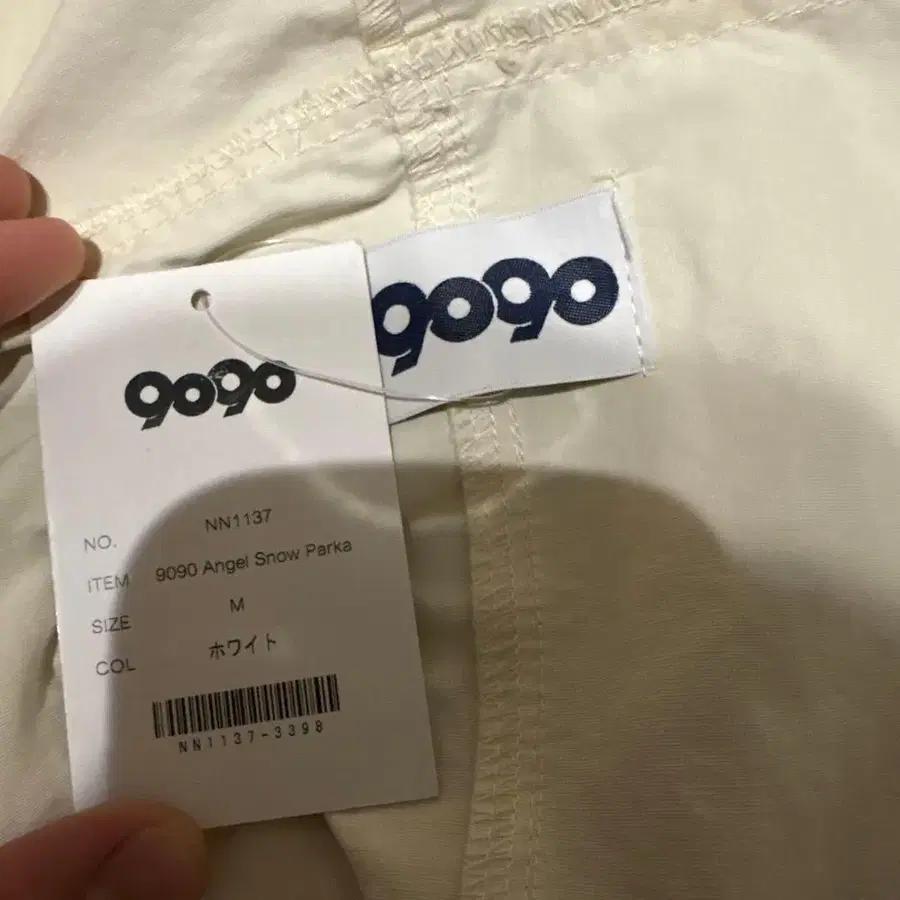 9090
9090
NO. NN1137
ITEM 9090 Angel Snow Parka
SIZE M
COL ホワイト
NN1137-3398